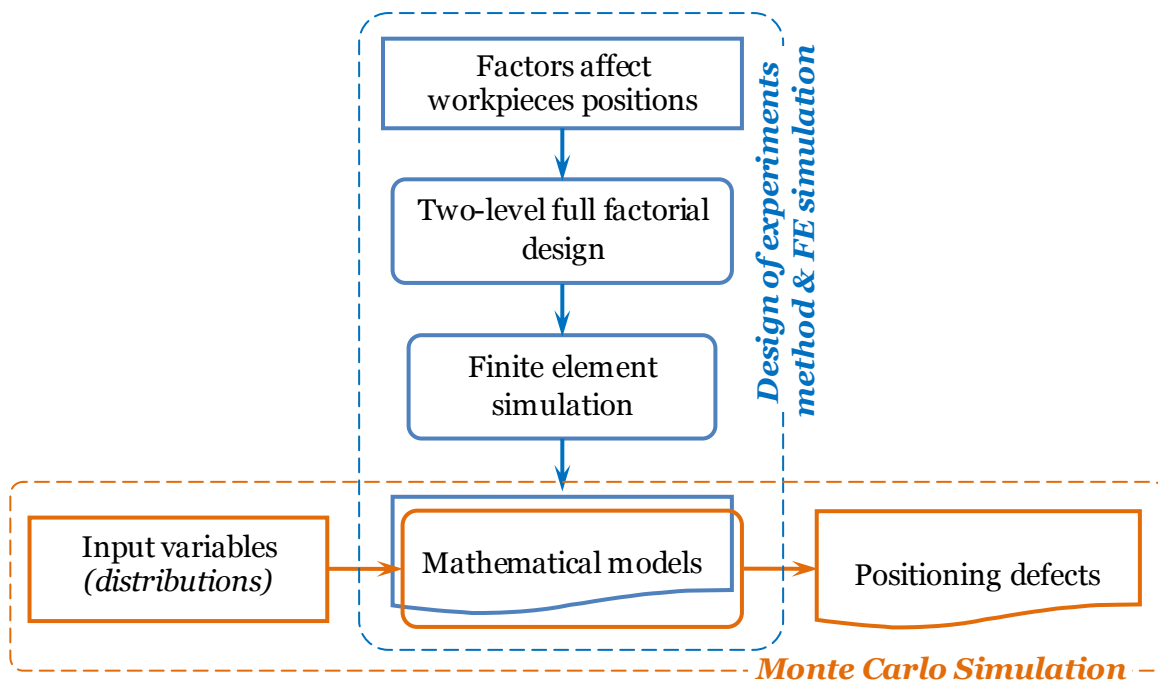 Factors affect
workpieces positions
Two-level full factorial
design
Finite element
simulation
Design of experiments
method & FE simulation
Input variables
(distributions)
Mathematical models
Positioning defects
Monte Carlo Simulation